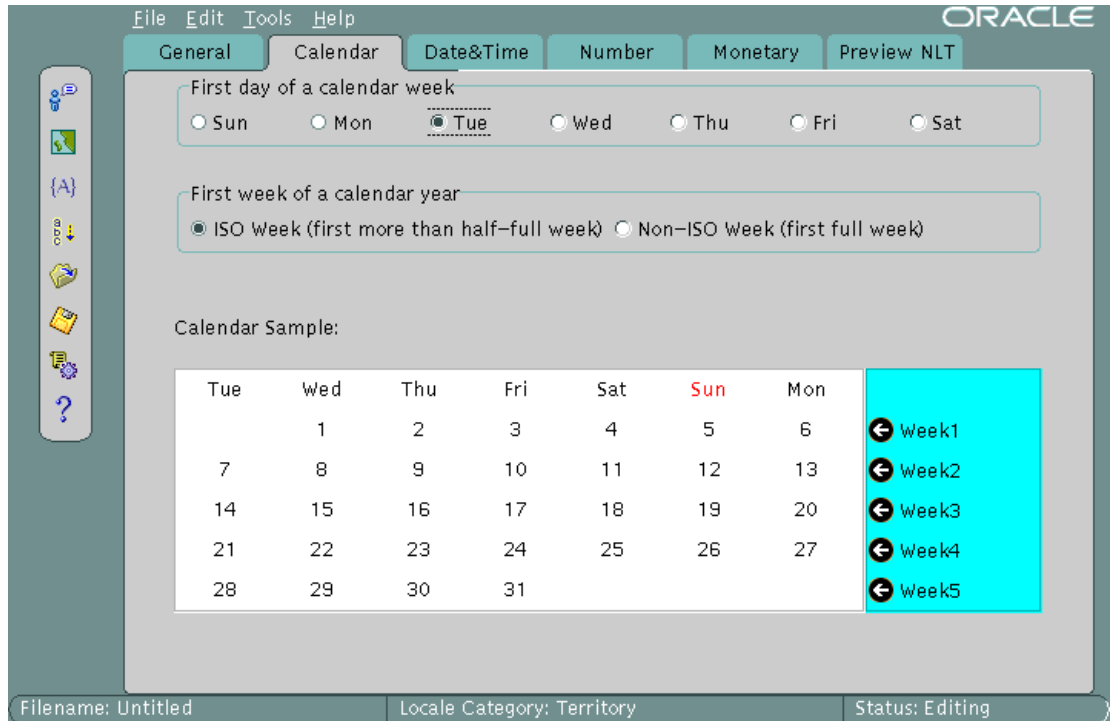 File Edit Tools Help ORACLE
General Calendar Date&Time Number Monetary Preview NLT
First day of a calendar week
Sun Mon Tue Wed Thu Fri Sat
{A}
First week of a calendar year
a
b
c
ISO Week (first more than half-full week) Non-ISO Week (first full week)
Calendar Sample:
Tue Wed Thu Fri Sat Sun Mon
?
1 2 3 4 5 6 Week1
7 8 9 10 11 12 13 Week2
14 15 16 17 18 19 20 Week3
21 22 23 24 25 26 27 Week4
28 29 30 31 Week5
Filename: Untitled Locale Category: Territory Status: Editing